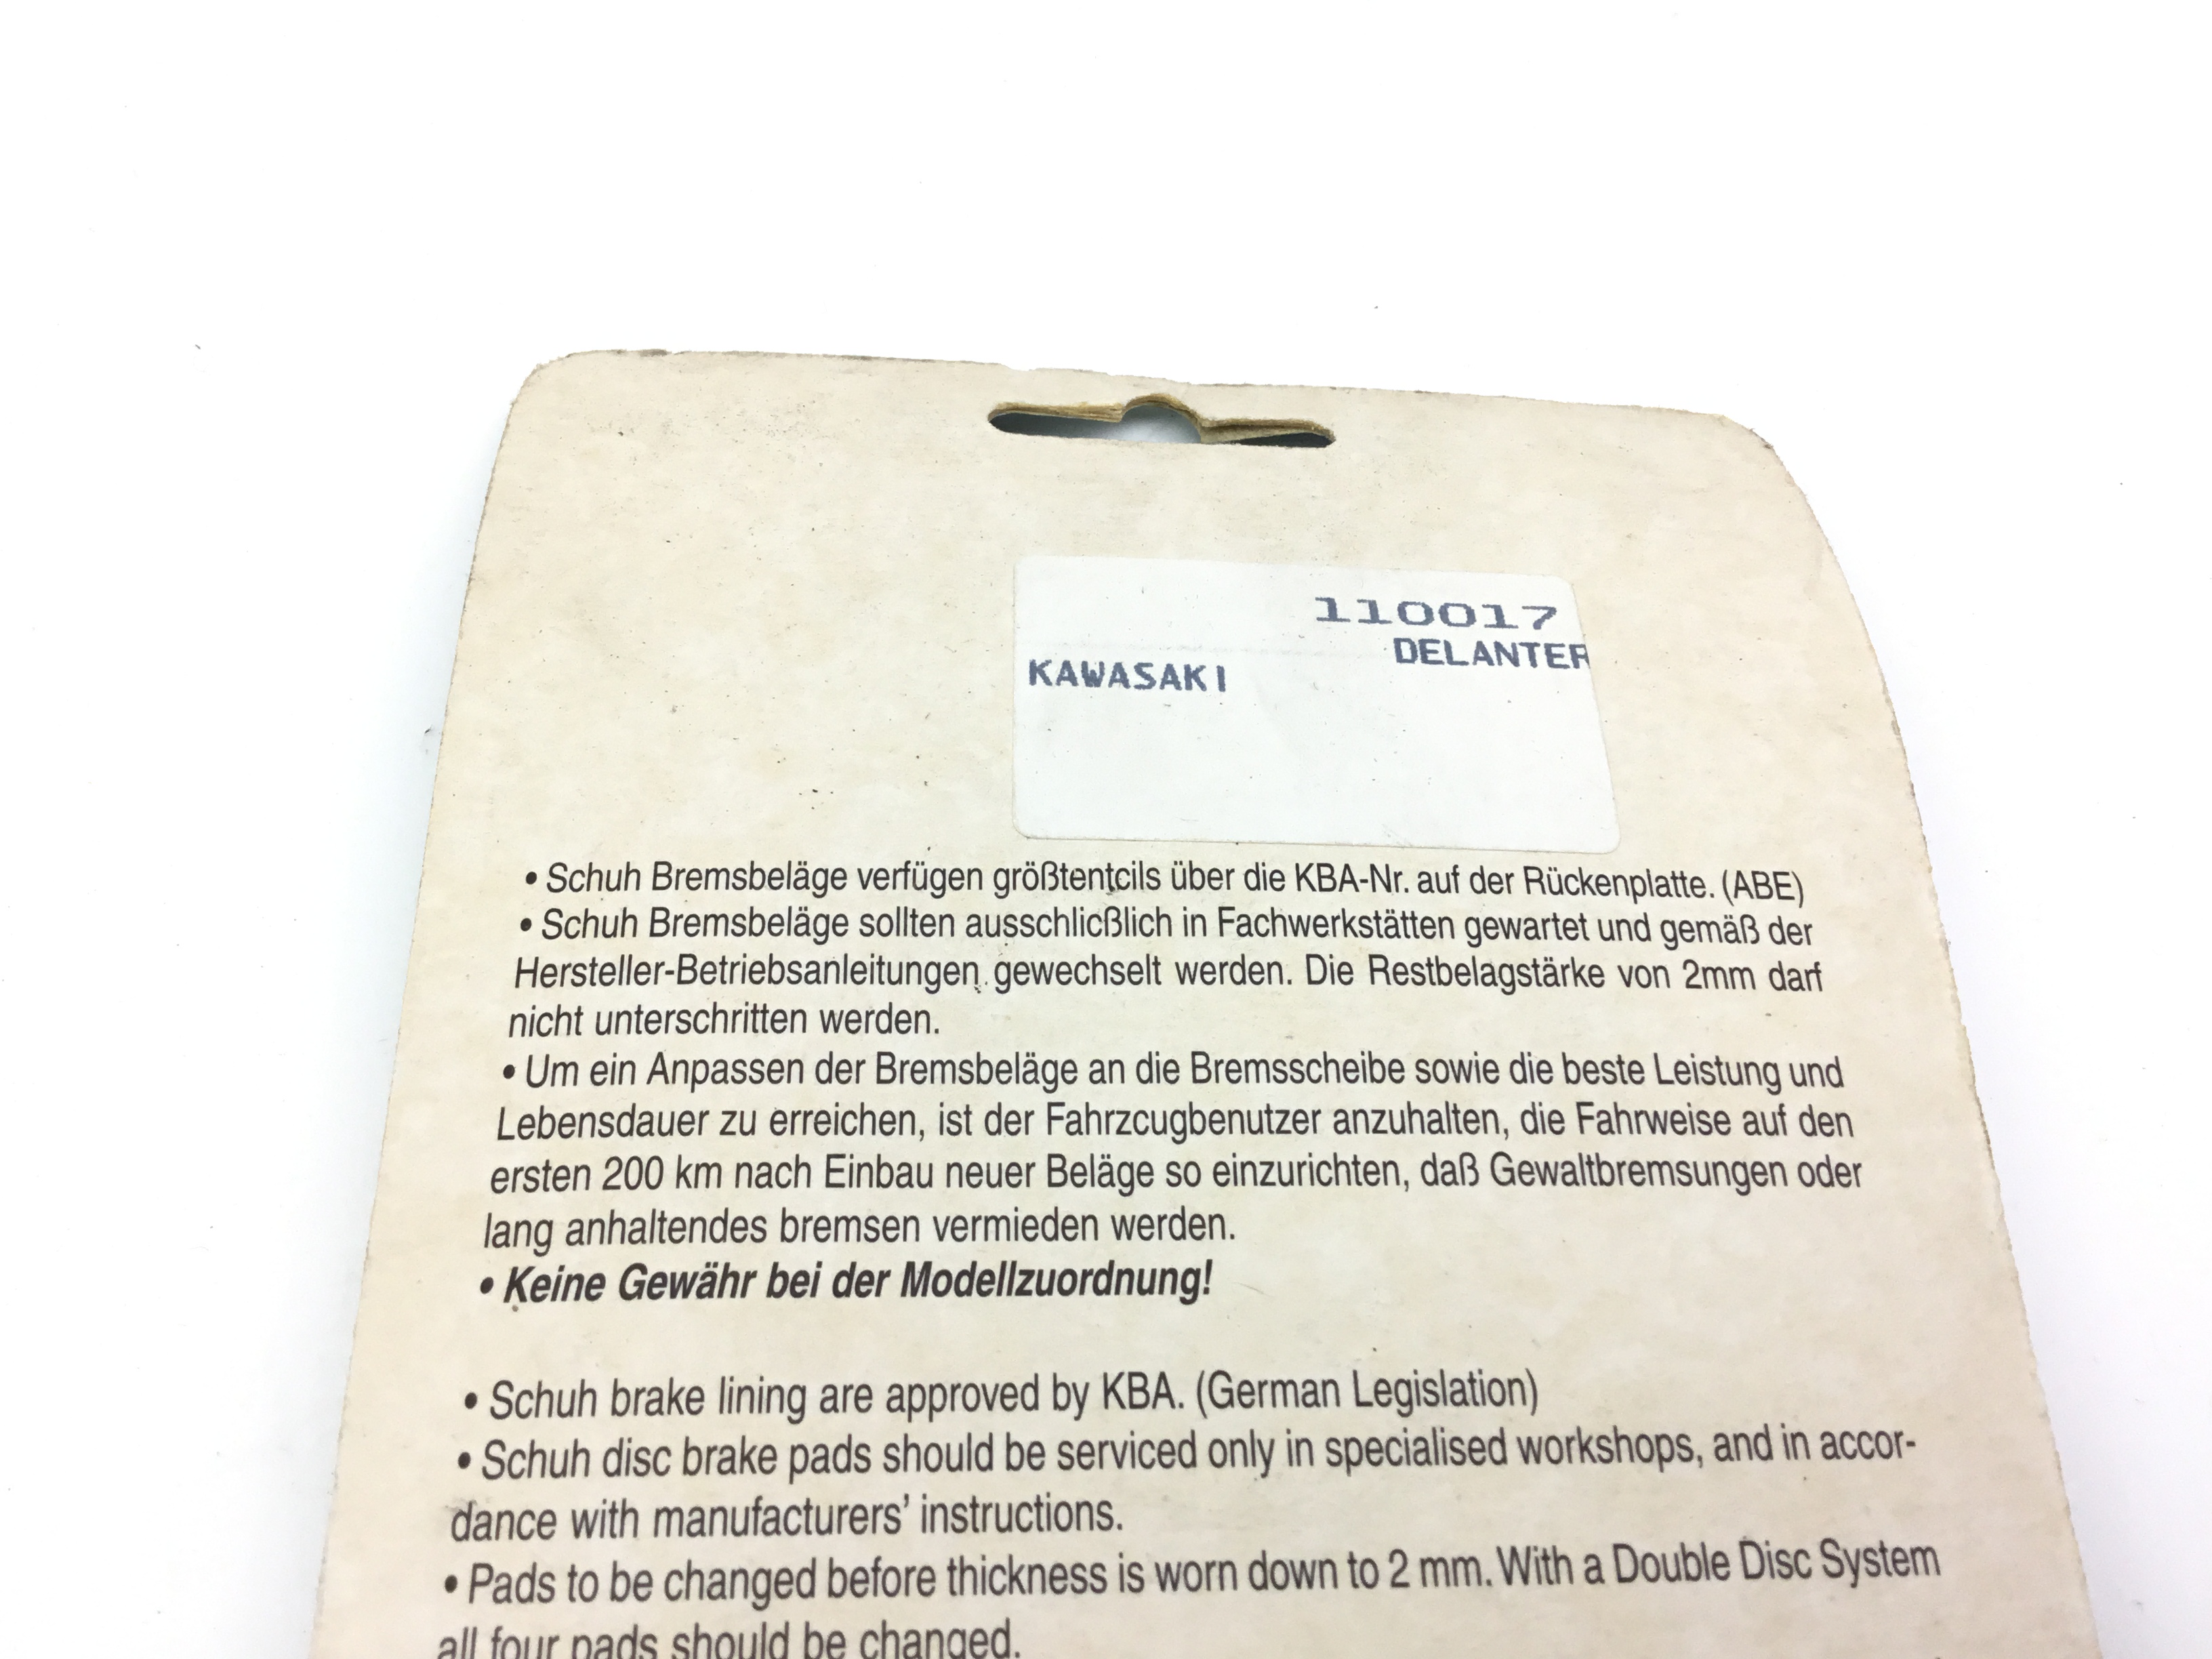 110017
DELANTER
KAWASAKI
• Schuh Bremsbeläge verfügen größtentcils über die KBA-Nr. auf der Rückenplatte. (ABE)
• Schuh Bremsbeläge sollten ausschlicßlich in Fachwerkstätten gewartet und gemäß der
Hersteller-Betriebsanleitungen gewechselt werden. Die Restbelagstärke von 2mm darf
nicht unterschritten werden.
• Um ein Anpassen der Bremsbeläge an die Bremsscheibe sowie die beste Leistung und
Lebensdauer zu erreichen, ist der Fahrzcugbenutzer anzuhalten, die Fahrweise auf den
ersten 200 km nach Einbau neuer Beläge so einzurichten, daß Gewaltbremsungen oder
lang anhaltendes bremsen vermieden werden.
• Keine Gewähr bei der Modellzuordnung!
• Schuh brake lining are approved by KBA. (German Legislation)
• Schuh disc brake pads should be serviced only in specialised workshops, and in accor-
dance with manufacturers' instructions.
• Pads to be changed before thickness is worn down to 2 mm. With a Double Disc System
all four pads should be changed.